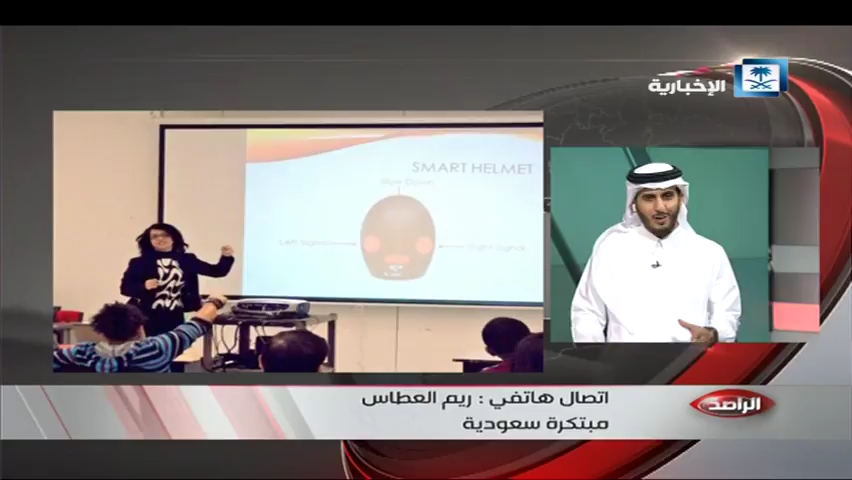 الإخبارية
SMART HELMET
Slow Down
Left Signal
Right Signal
اتصال هاتفي : ريم العطاس
مبتكرة سعودية
الراصد